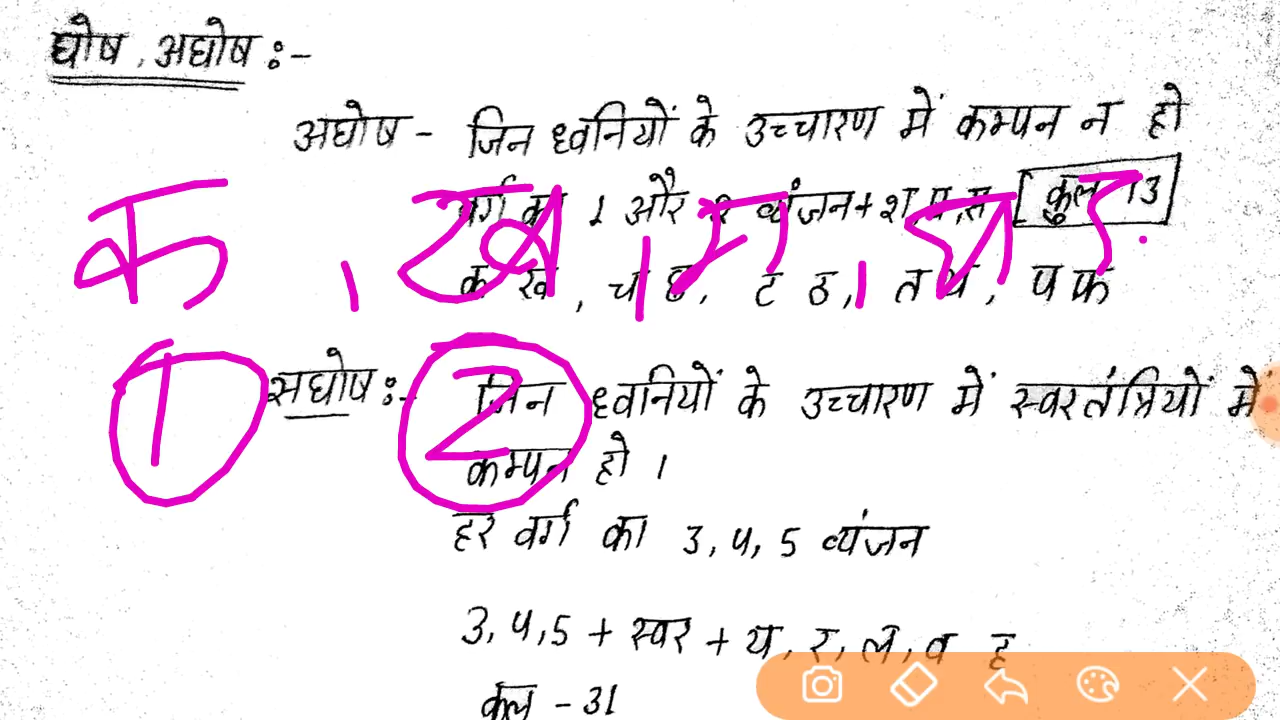 घोष , अघोष :-
अघोष - जिन ध्वनियों के उच्चारण में कम्पन न हो
वर्ग का 1 और 2 व्यंजन + श ष,स [कुल 13]
क ख , च छ, ट ठ, त थ, प फ
क , ख , ग , घ ङ
सघोष :- जिन ध्वनियों के उच्चारण में स्वरतंत्रियों में
1 2
कम्पन हो ।
हर वर्ग का 3, 4, 5 व्यंजन
3, 4, 5 + स्वर + य, र, ल, व ह
कुल - 31